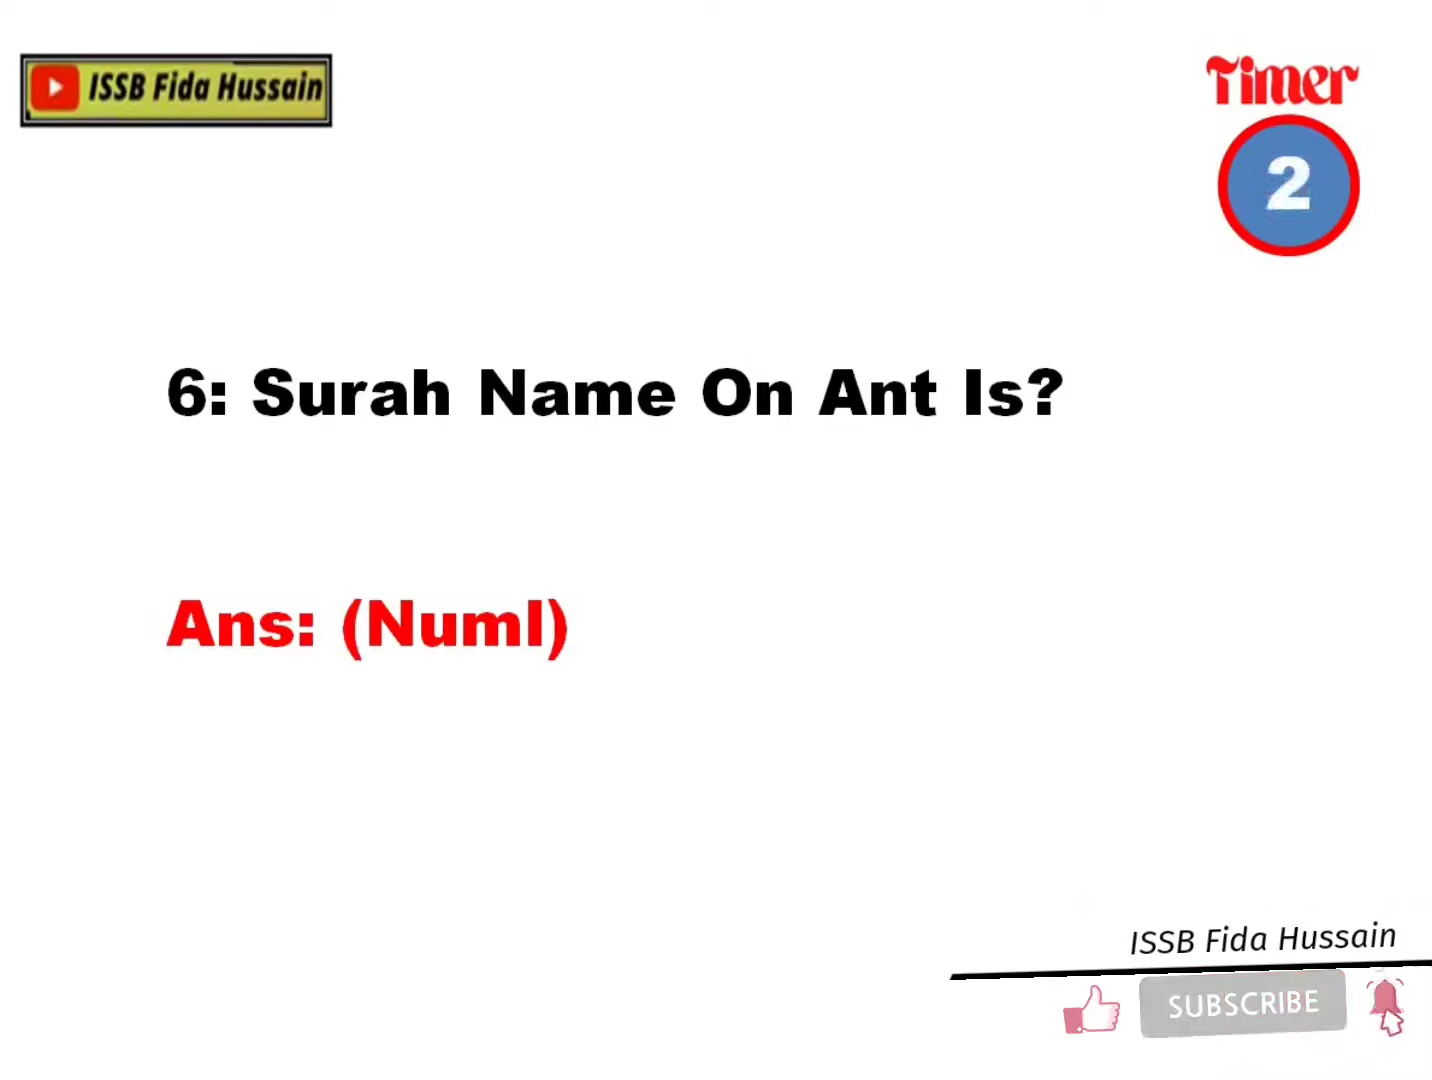 ISSB Fida Hussain
Timer
2
6: Surah Name On Ant Is?
Ans: (Numl)
ISSB Fida Hussain
SUBSCRIBE